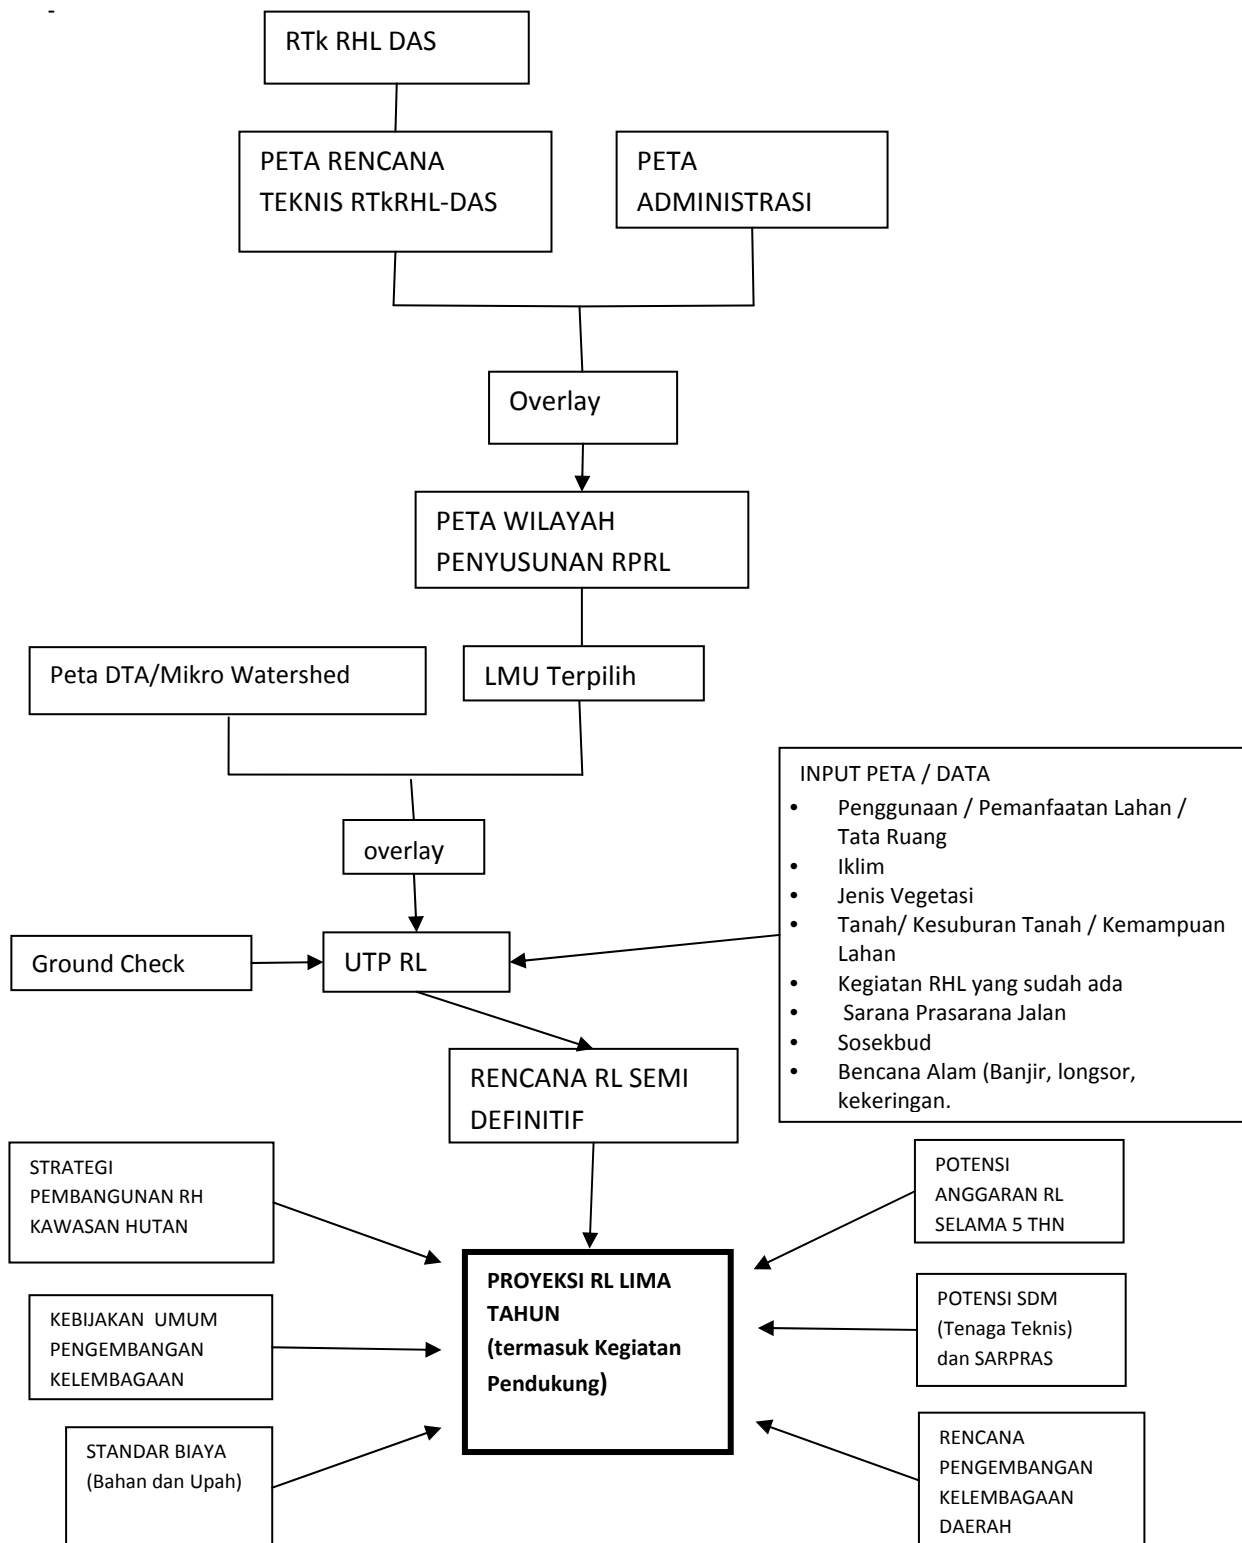 -
RTk RHL DAS
PETA RENCANA
TEKNIS RTkRHL-DAS
PETA
ADMINISTRASI
Overlay
PETA WILAYAH
PENYUSUNAN RPRL
Peta DTA/Mikro Watershed
LMU Terpilih
overlay
INPUT PETA / DATA
• Penggunaan / Pemanfaatan Lahan /
Tata Ruang
• Iklim
• Jenis Vegetasi
• Tanah/ Kesuburan Tanah / Kemampuan
Lahan
• Kegiatan RHL yang sudah ada
• Sarana Prasarana Jalan
• Sosekbud
• Bencana Alam (Banjir, longsor,
kekeringan.
Ground Check
UTP RL
RENCANA RL SEMI
DEFINITIF
STRATEGI
PEMBANGUNAN RH
KAWASAN HUTAN
KEBIJAKAN UMUM
PENGEMBANGAN
KELEMBAGAAN
STANDAR BIAYA
(Bahan dan Upah)
PROYEKSI RL LIMA
TAHUN
(termasuk Kegiatan
Pendukung)
POTENSI
ANGGARAN RL
SELAMA 5 THN
POTENSI SDM
(Tenaga Teknis)
dan SARPRAS
RENCANA
PENGEMBANGAN
KELEMBAGAAN
DAERAH